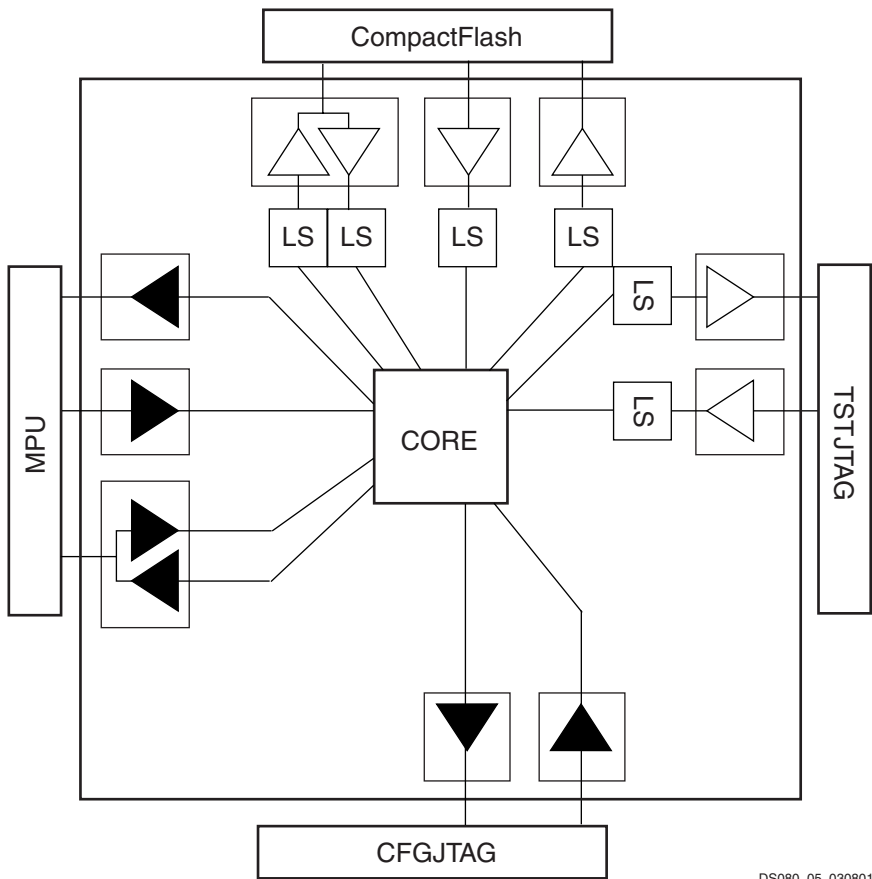 CompactFlash
LS
LS
LS
LS
LS
MPU
CORE
LS
TSTJTAG
CFGJTAG
DS080_05_030801